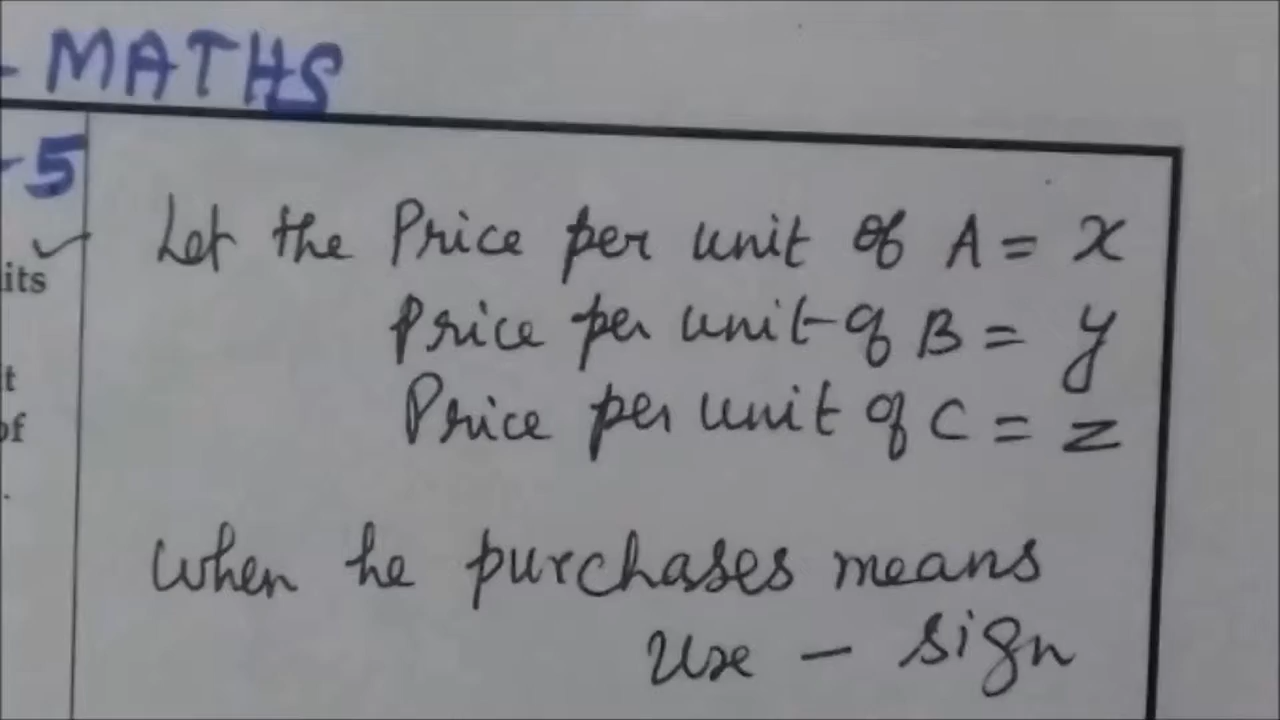 - MATHS
-5
its
t
of
.
Let the Price per unit of A = x
Price per unit of B = y
Price per unit of C = z
When he purchases means
Use - sign